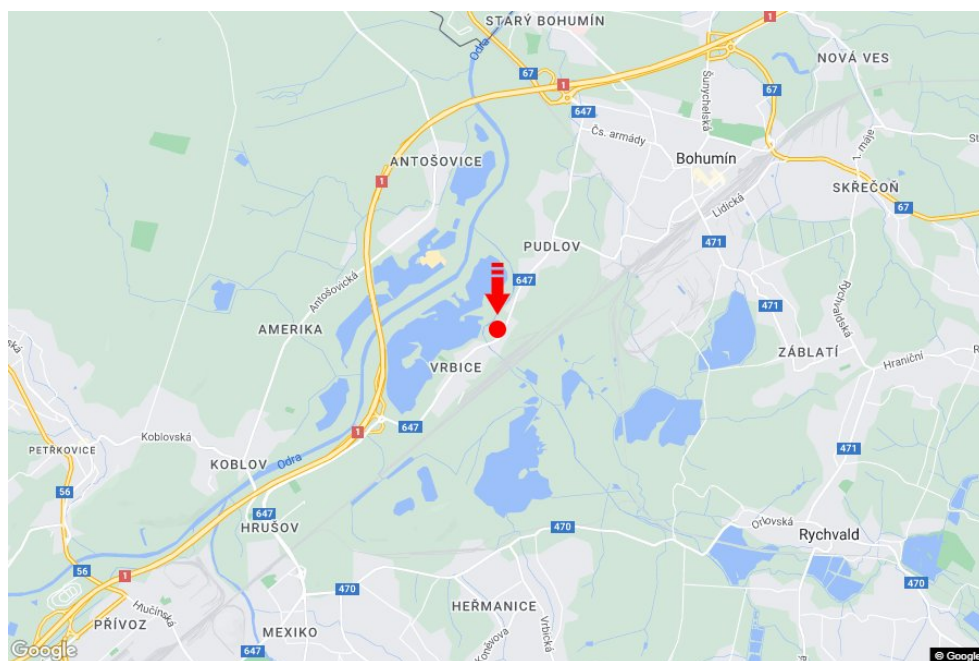 STARÝ BOHUMÍN
1
NOVÁ VES
Odra
67
1
67
647
Šunychelská
Čs. armády
1. máje
ANTOŠOVICE
Bohumín
1
SKŘEČOŇ
Lidická
67
471
PUDLOV
647
471
Antošovická
Rychvaldská
AMERIKA
ZÁBLATÍ
Hraniční
VRBICE
647
1
Koblovská
PETŘKOVICE
KOBLOV
Odra
471
56
647
HRUŠOV
470
Orlovská
Rychvald
470
56
1
470
Hlučínská
HEŘMANICE
PŘÍVOZ
MEXIKO
Koněvova
Vrbická
647
Google
© Google